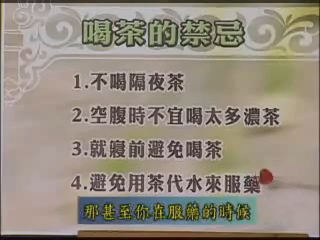 喝茶的禁忌
1.不喝隔夜茶
2.空腹時不宜喝太多濃茶
3.就寢前避免喝茶
4.避免用茶代水來服藥
那甚至你在服藥的時候